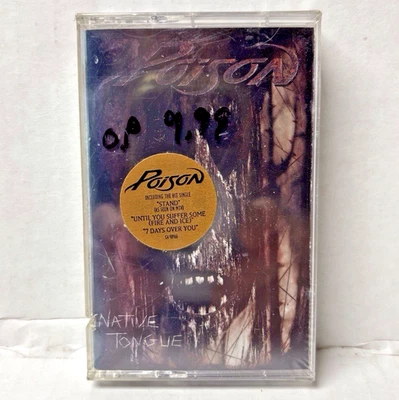 POISON
O.P 9.98
POISON
INCLUDING THE HIT SINGLE
"STAND"
"UNTIL YOU SUFFER SOME
(FIRE AND ICE)"
"7 DAYS OVER YOU"
NATIVE
TONGUE